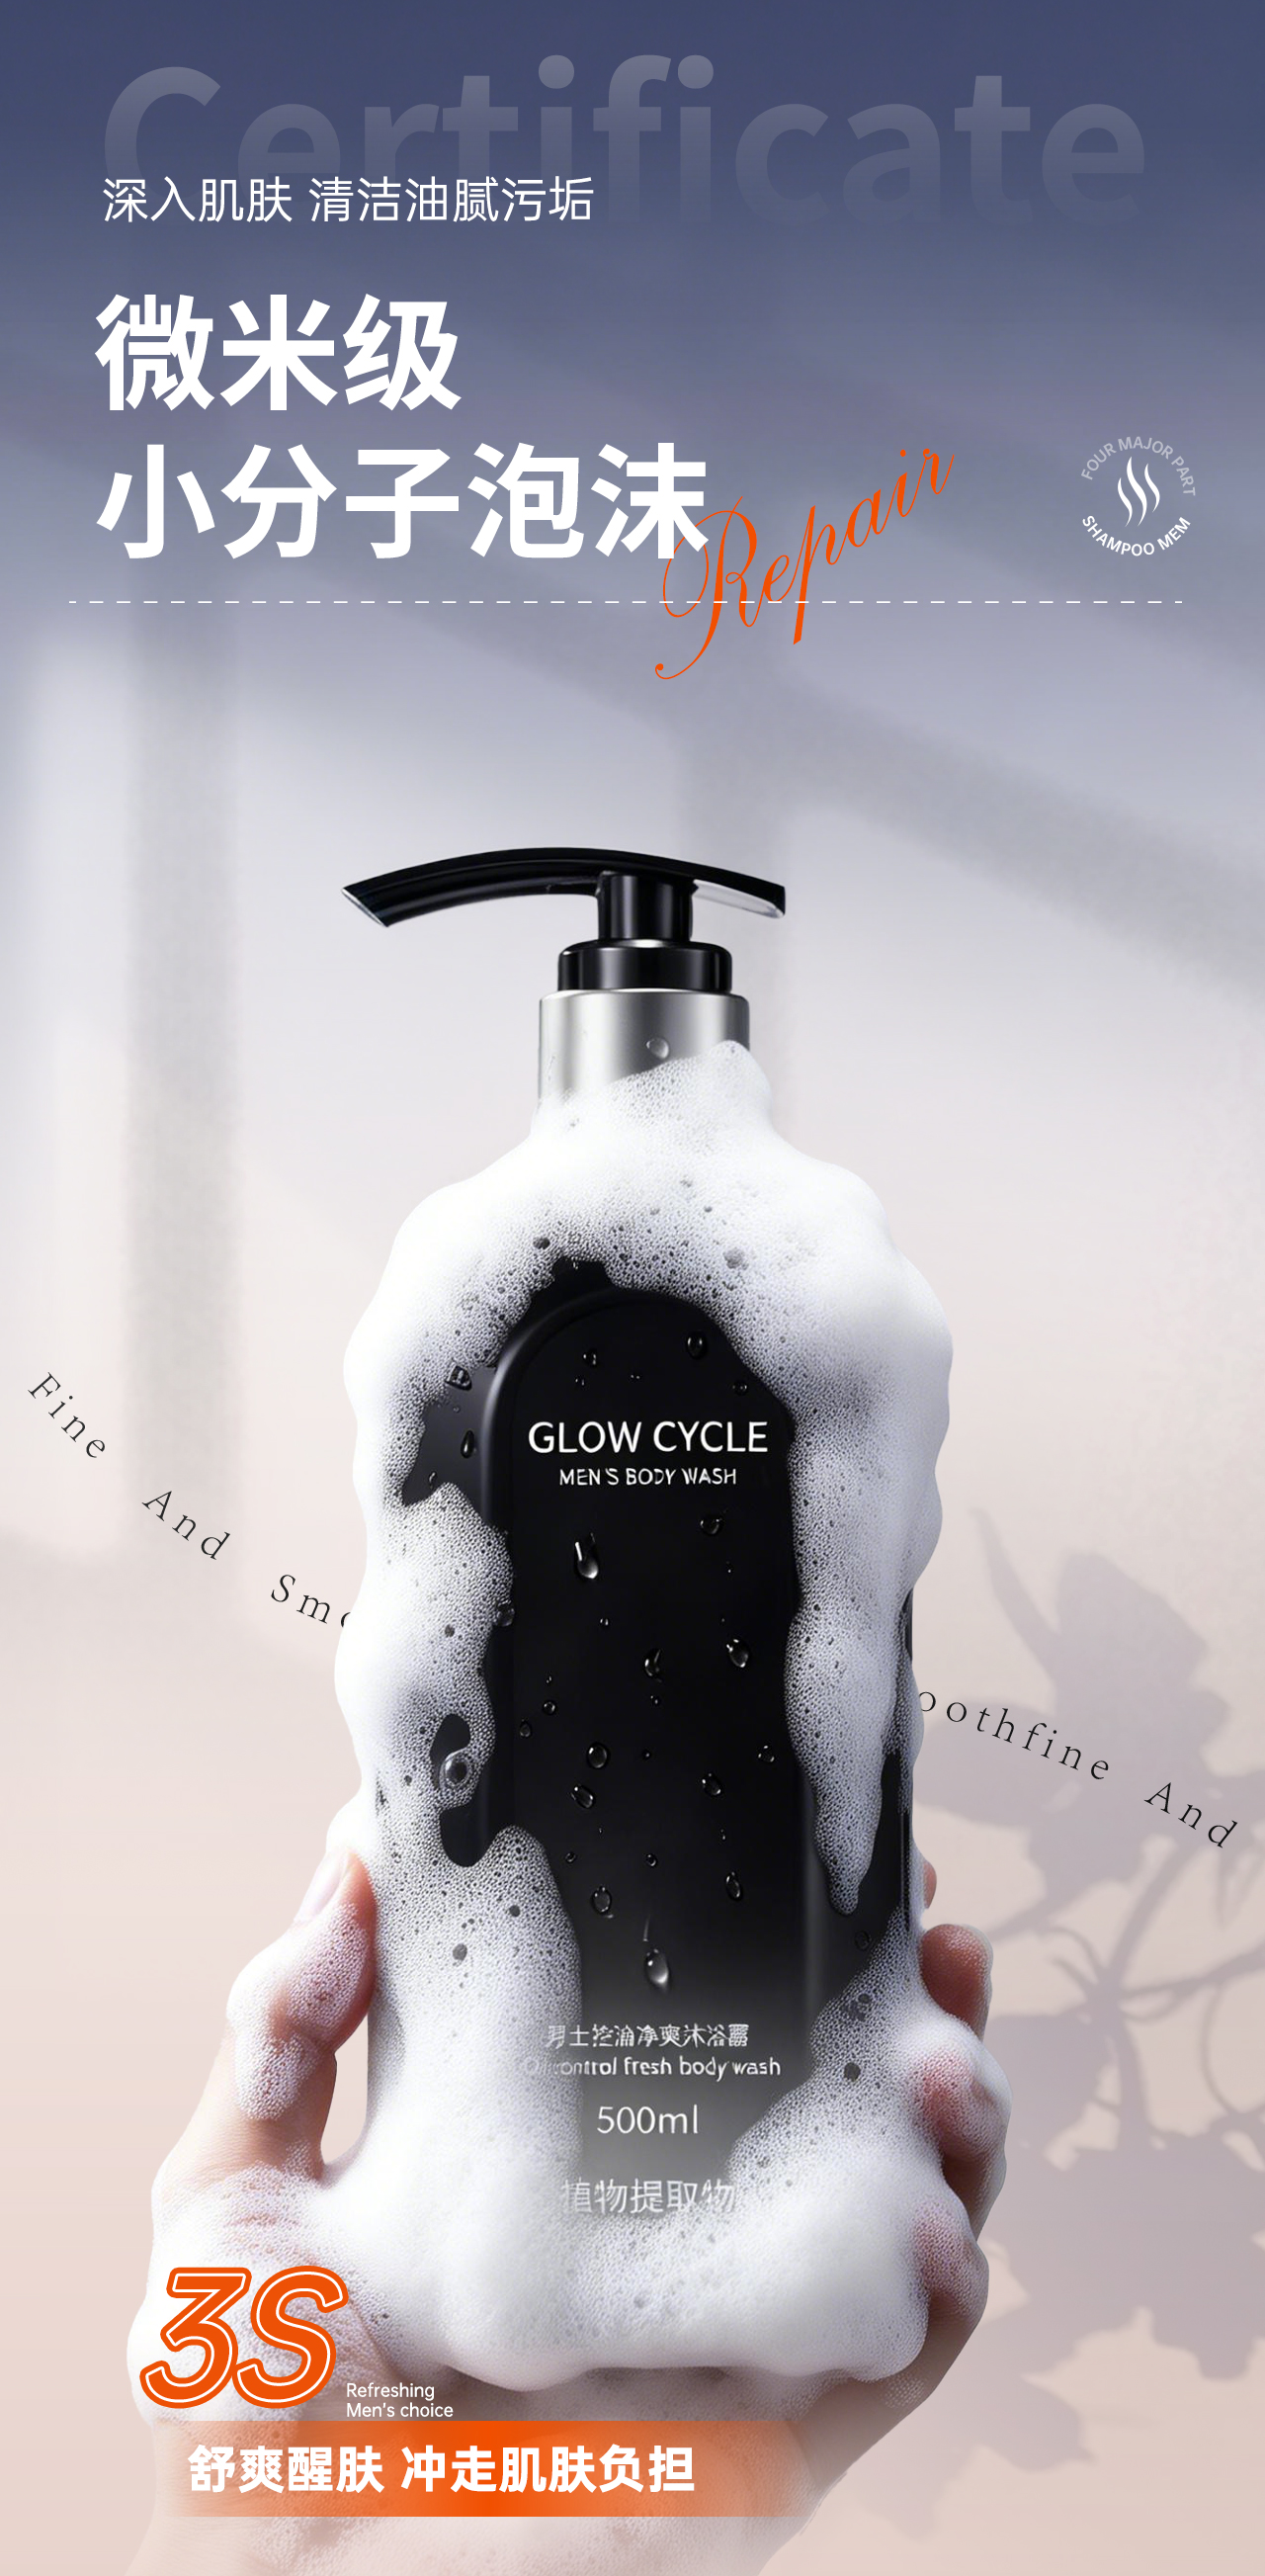 Certificate
深入肌肤 清洁油腻污垢
微米级
小分子泡沫
Repair
FOUR MAJOR PART
SHAMPOO MEM
GLOW CYCLE
MEN'S BODY WASH
Fine And Smo
oothfine And
男士控油净爽沐浴露
control fresh body wash
500ml
植物提取物
3S
Refreshing
Men's choice
舒爽醒肤 冲走肌肤负担